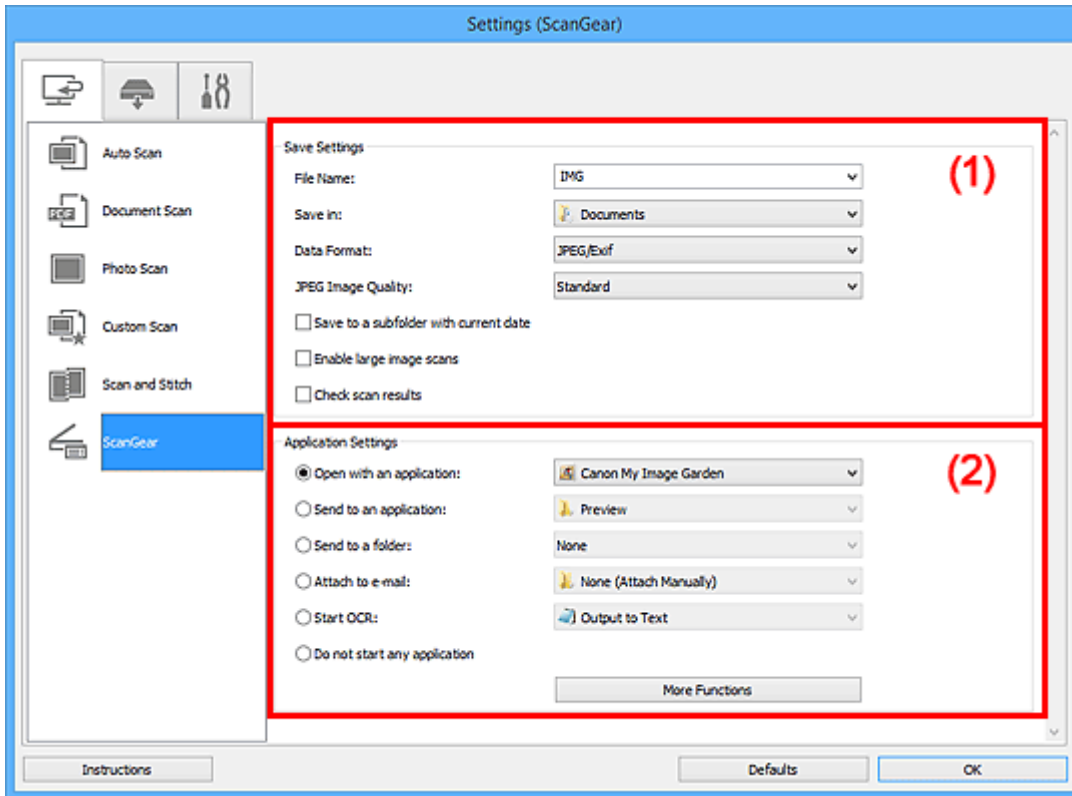 Settings (ScanGear)
Auto Scan
Document Scan
Photo Scan
Custom Scan
Scan and Stitch
ScanGear
Save Settings
(1)
File Name: IMG
Save in: Documents
Data Format: JPEG/Exif
JPEG Image Quality: Standard
Save to a subfolder with current date
Enable large image scans
Check scan results
Application Settings
(2)
Open with an application: Canon My Image Garden
Send to an application: Preview
Send to a folder: None
Attach to e-mail: None (Attach Manually)
Start OCR: Output to Text
Do not start any application
More Functions
Instructions
Defaults
OK